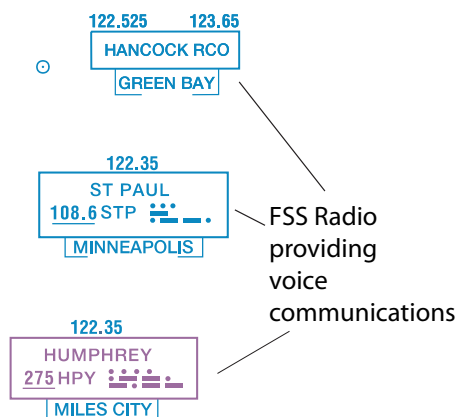 122.525 123.65
HANCOCK RCO
GREEN BAY
122.35
ST PAUL
108.6 STP
MINNEAPOLIS
FSS Radio
providing
voice
communications
122.35
HUMPHREY
275 HPY
MILES CITY